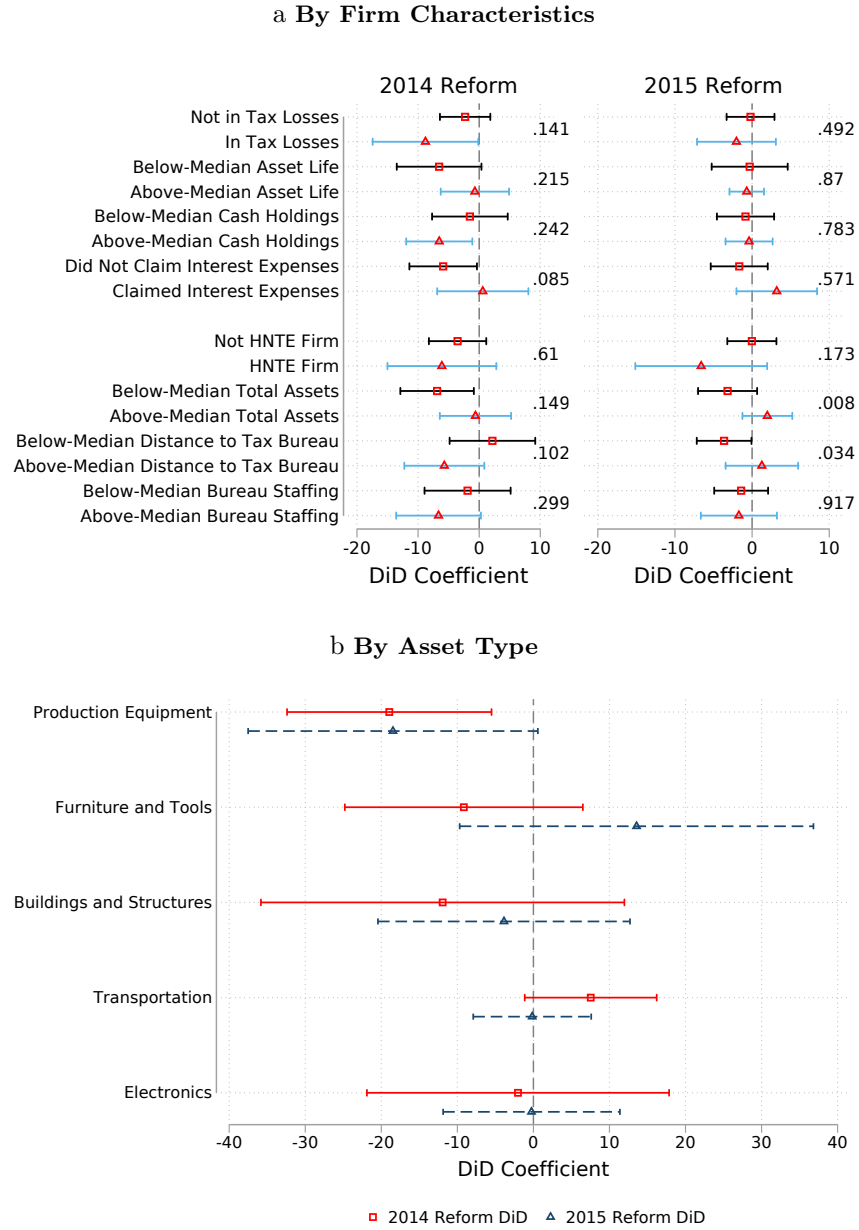 a By Firm Characteristics
2014 Reform
2015 Reform
Not in Tax Losses
.141
.492
In Tax Losses
Below-Median Asset Life
.215
.87
Above-Median Asset Life
Below-Median Cash Holdings
.242
.783
Above-Median Cash Holdings
Did Not Claim Interest Expenses
.085
.571
Claimed Interest Expenses
Not HNTE Firm
.61
.173
HNTE Firm
Below-Median Total Assets
.149
.008
Above-Median Total Assets
Below-Median Distance to Tax Bureau
.102
.034
Above-Median Distance to Tax Bureau
Below-Median Bureau Staffing
.299
.917
Above-Median Bureau Staffing
-20 -10 0 10
-20 -10 0 10
DiD Coefficient
DiD Coefficient
b By Asset Type
Production Equipment
Furniture and Tools
Buildings and Structures
Transportation
Electronics
-40 -30 -20 -10 0 10 20 30 40
DiD Coefficient
2014 Reform DiD 2015 Reform DiD